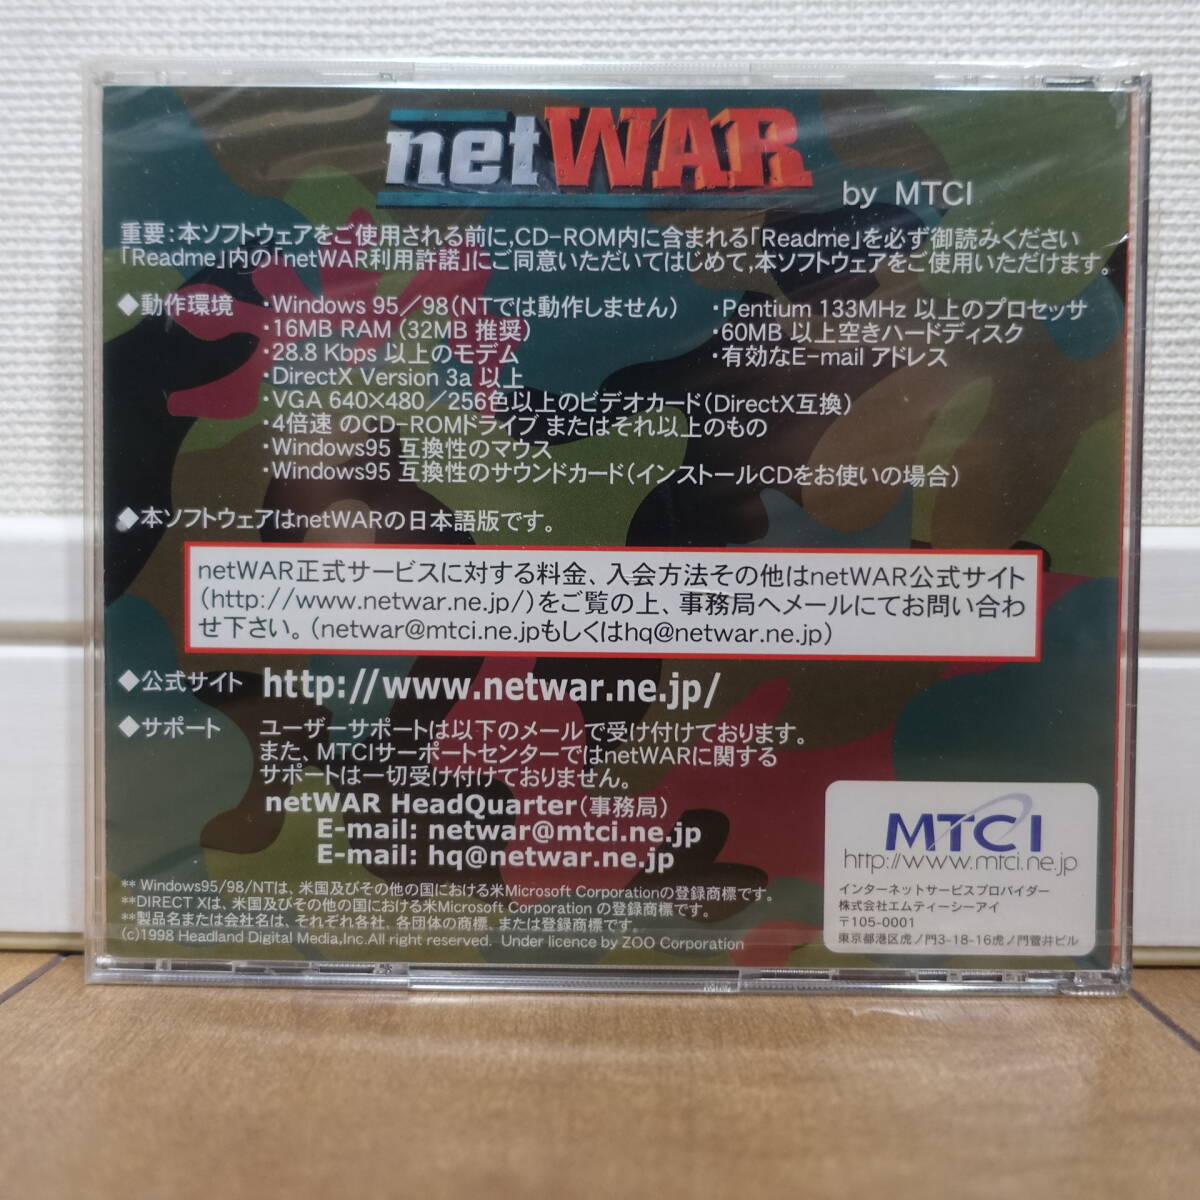 netWAR
by MTCI
重要:本ソフトウェアをご使用される前に,CD-ROM内に含まれる「Readme」を必ず御読みください
「Readme」内の「netWAR利用許諾」にご同意いただいてはじめて,本ソフトウェアをご使用いただけます。
◆動作環境 ・Windows 95/98(NTでは動作しません) ・Pentium 133MHz 以上のプロセッサ
・16MB RAM (32MB 推奨) ・60MB 以上空きハードディスク
・28.8 Kbps 以上のモデム ・有効なE-mail アドレス
・DirectX Version 3a 以上
・VGA 640×480/256色以上のビデオカード(DirectX互換)
・4倍速 のCD-ROMドライブ またはそれ以上のもの
・Windows95 互換性のマウス
・Windows95 互換性のサウンドカード(インストールCDをお使いの場合)
◆本ソフトウェアはnetWARの日本語版です。
netWAR正式サービスに対する料金、入会方法その他はnetWAR公式サイト
(http://www.netwar.ne.jp/)をご覧の上、事務局へメールにてお問い合わ
せ下さい。(netwar@mtci.ne.jpもしくはhq@netwar.ne.jp)
◆公式サイト http://www.netwar.ne.jp/
◆サポート ユーザーサポートは以下のメールで受け付けております。
また、MTCIサーポートセンターではnetWARに関する
サポートは一切受け付けておりません。
netWAR HeadQuarter(事務局)
E-mail: netwar@mtci.ne.jp
E-mail: hq@netwar.ne.jp
** Windows95/98/NTは、米国及びその他の国における米Microsoft Corporationの登録商標です。
**DIRECT Xは、米国及びその他の国における米Microsoft Corporation の登録商標です。
**製品名または会社名は、それぞれ各社、各団体の商標、または登録商標です。
(c)1998 Headland Digital Media,Inc.All right reserved. Under licence by ZOO Corporation
MTCI
http://www.mtci.ne.jp
インターネットサービスプロバイダー
株式会社エムティーシーアイ
〒105-0001
東京都港区虎ノ門3-18-16虎ノ門菅井ビル